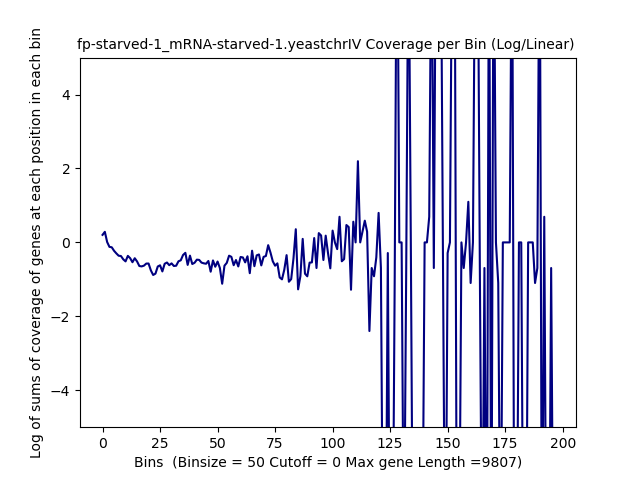 fp-starved-1_mRNA-starved-1.yeastchrIV Coverage per Bin (Log/Linear)
Log of sums of coverage of genes at each position in each bin
4
2
0
−2
−4
0 25 50 75 100 125 150 175 200
Bins  (Binsize = 50 Cutoff = 0 Max gene Length =9807)